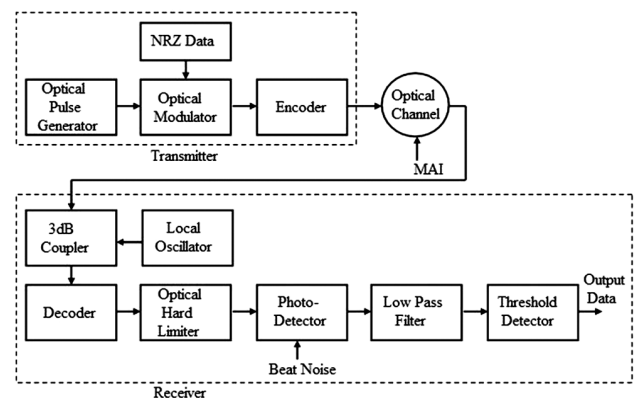 NRZ Data
Optical
Pulse
Generator
Optical
Modulator
Encoder
Optical
Channel
Transmitter
MAI
3dB
Coupler
Local
Oscillator
Decoder
Optical
Hard
Limiter
Photo-
Detector
Low Pass
Filter
Threshold
Detector
Output
Data
Beat Noise
Receiver